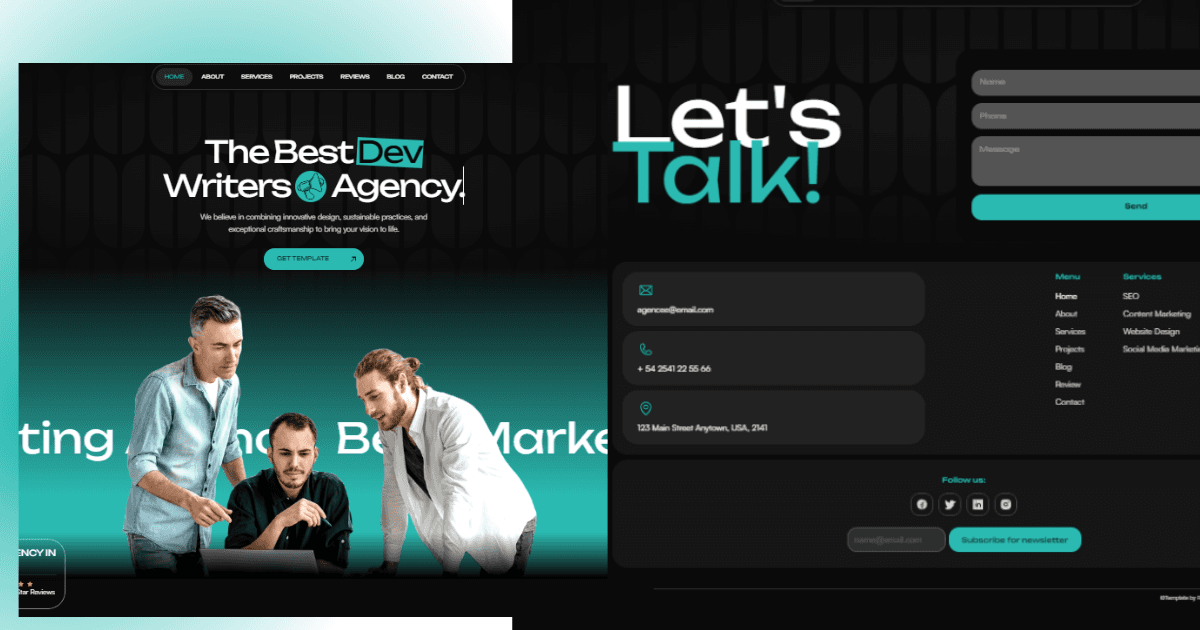 HOME ABOUT SERVICES PROJECTS REVIEWS BLOG CONTACT
The Best Dev
Writers Agency.
We believe in combining innovative design, sustainable practices, and
exceptional craftsmanship to bring your vision to life.
GET TEMPLATE
ting
Be
Marke
ENCY IN
Star Reviews
Let's
Talk!
Name
Phone
Message
Send
agencee@email.com
+ 54 2541 22 55 66
123 Main Street Anytown, USA, 2141
Menu
Home
About
Services
Projects
Blog
Review
Contact
Services
SEO
Content Marketing
Website Design
Social Media Marketi
Follow us:
name@email.com
Subscribe for newsletter
©Template by